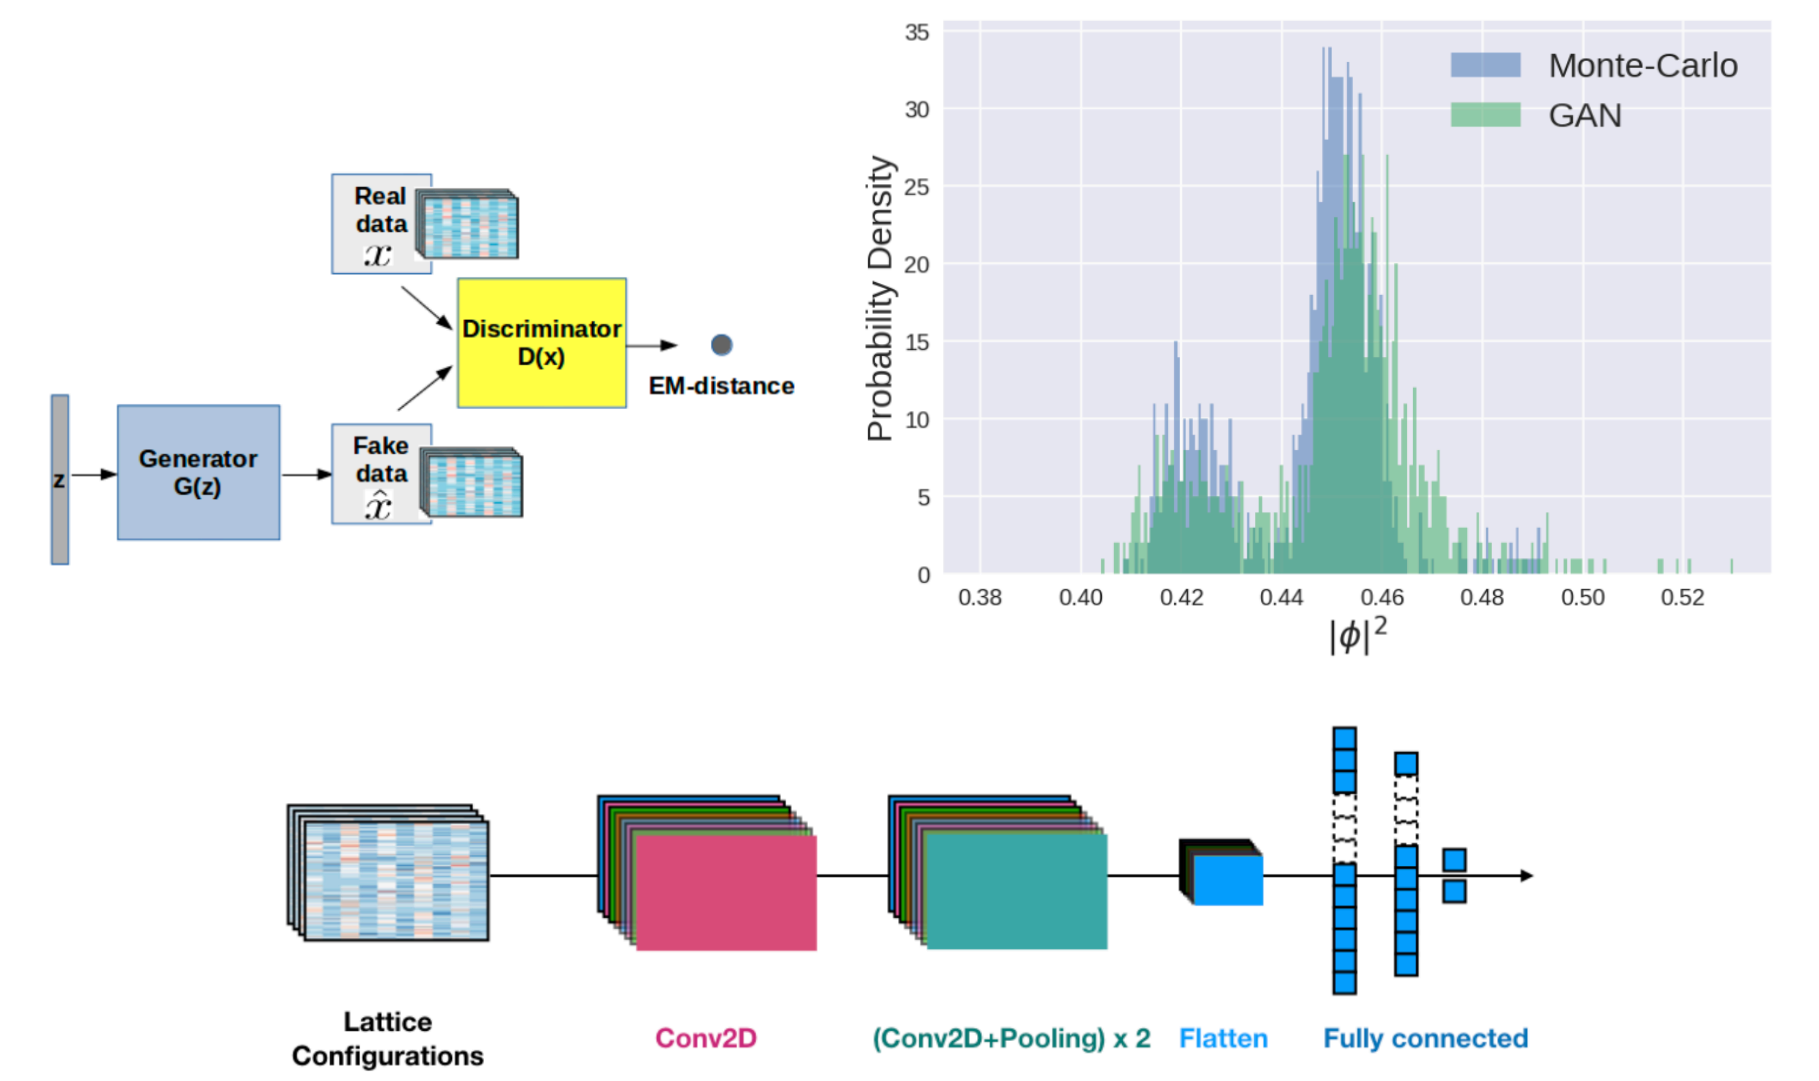 Real
data
x
Discriminator
D(x)
EM-distance
z
Generator
G(z)
Fake
data
x̂
Monte-Carlo
GAN
Probability Density
35
30
25
20
15
10
5
0
0.38 0.40 0.42 0.44 0.46 0.48 0.50 0.52
|ϕ|²
Lattice
Configurations
Conv2D
(Conv2D+Pooling) x 2
Flatten
Fully connected